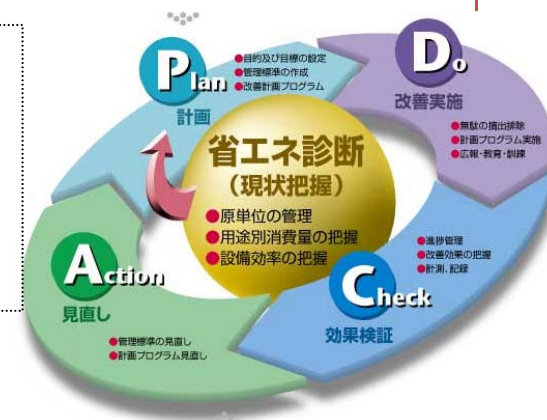 Plan
計画
●目的及び目標の設定
●管理標準の作成
●改善計画プログラム
Do
改善実施
●無駄の摘出排除
●計画プログラム実施
●広報・教育・訓練
省エネ診断
（現状把握）
●原単位の管理
●用途別消費量の把握
●設備効率の把握
Check
効果検証
●進捗管理
●改善効果の把握
●計測、記録
Action
見直し
●管理標準の見直し
●計画プログラム見直し